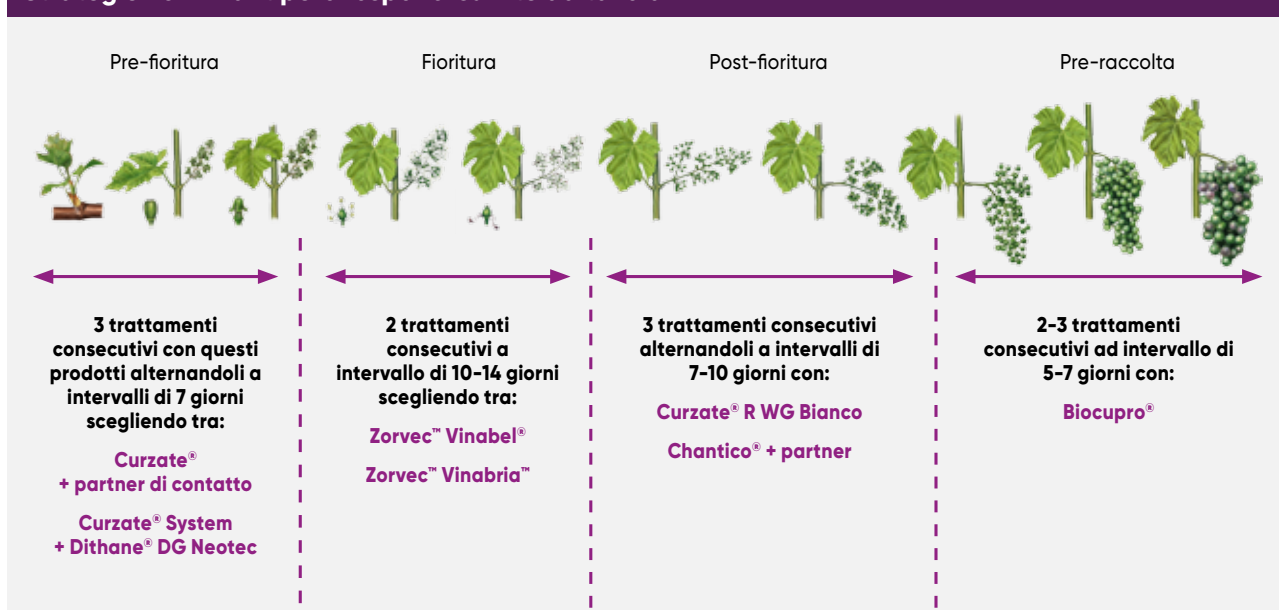 Pre-fioritura
Fioritura
Post-fioritura
Pre-raccolta
3 trattamenti
consecutivi con questi
prodotti alternandoli a
intervalli di 7 giorni
scegliendo tra:
Curzate®
+ partner di contatto
Curzate® System
+ Dithane® DG Neotec
2 trattamenti
consecutivi a
intervallo di 10-14 giorni
scegliendo tra:
Zorvec™ Vinabel®
Zorvec™ Vinabria™
3 trattamenti consecutivi
alternandoli a intervalli di
7-10 giorni con:
Curzate® R WG Bianco
Chantico® + partner
2-3 trattamenti
consecutivi ad intervallo di
5-7 giorni con:
Biocupro®